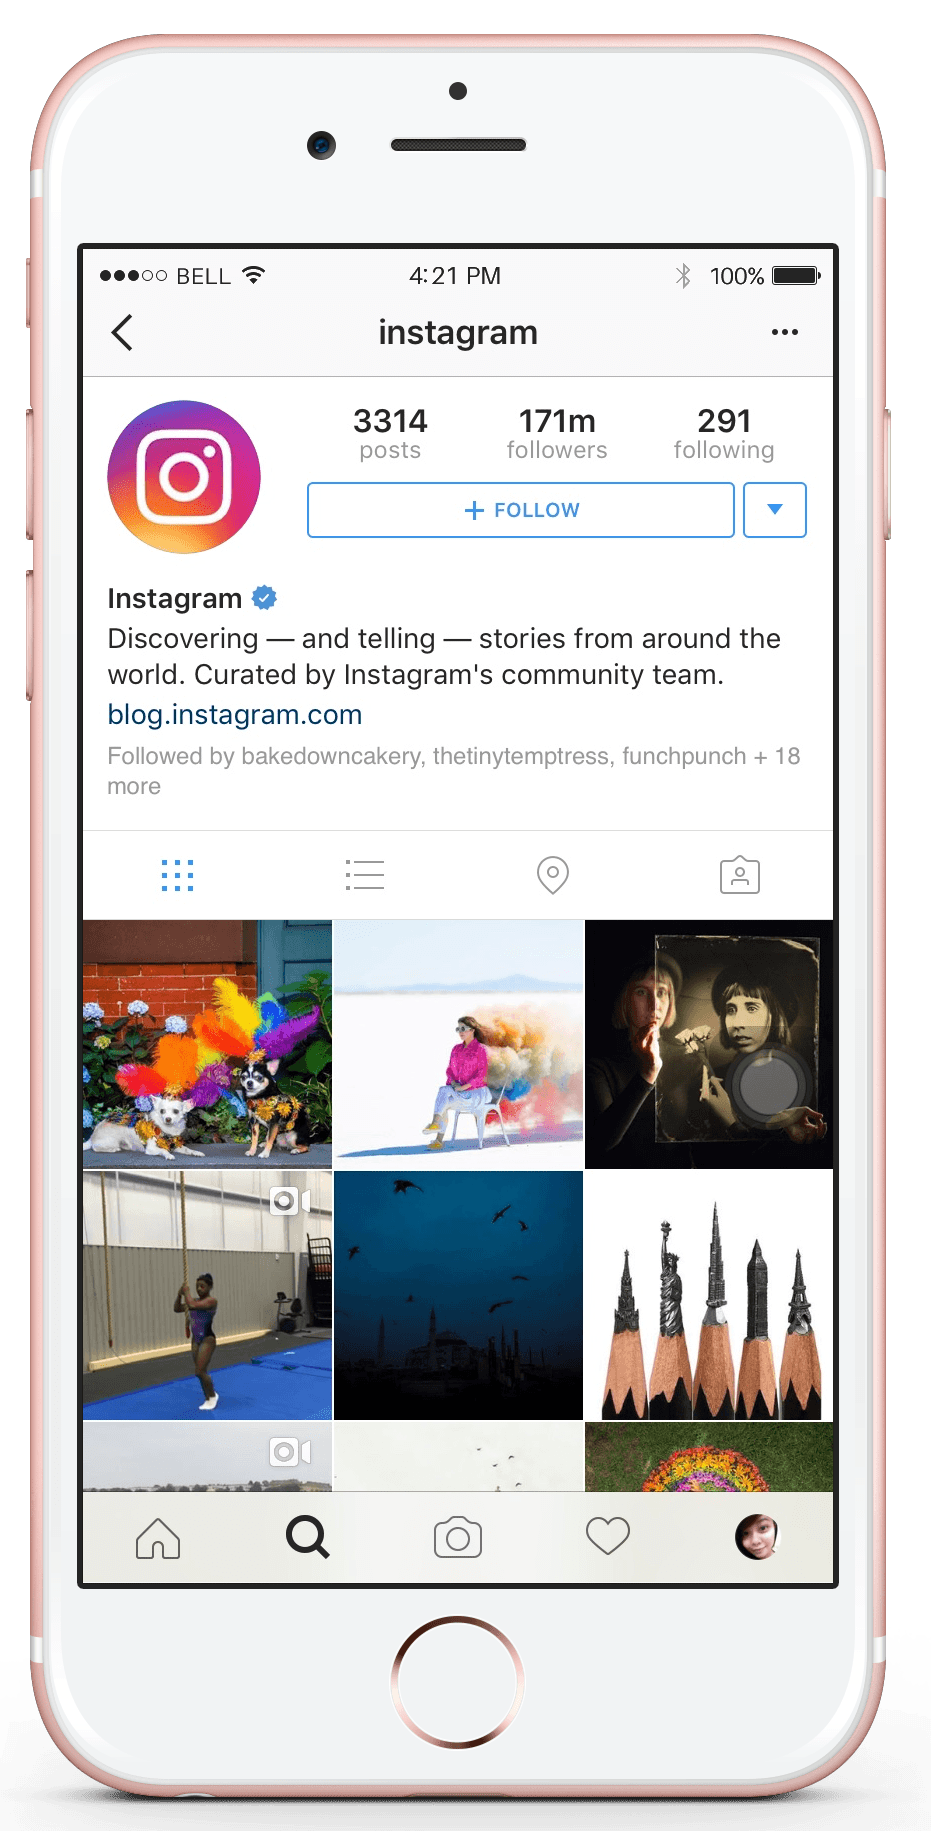 BELL 4:21 PM 100%
instagram
3314 171m 291
posts followers following
+ FOLLOW
Instagram
Discovering — and telling — stories from around the
world. Curated by Instagram's community team.
blog.instagram.com
Followed by bakedowncakery, thetinytemptress, funchpunch + 18
more